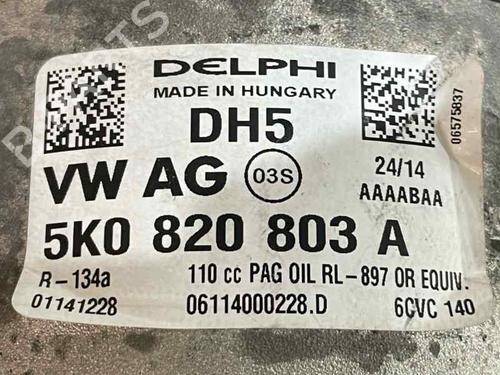 DELPHI
MADE IN HUNGARY
DH5
06575837
VW AG 03S 24/14
AAAABAA
5K0 820 803 A
R-134a 110 cc PAG OIL RL-897 OR EQUIV.
01141228 06114000228.D 6CVC 140